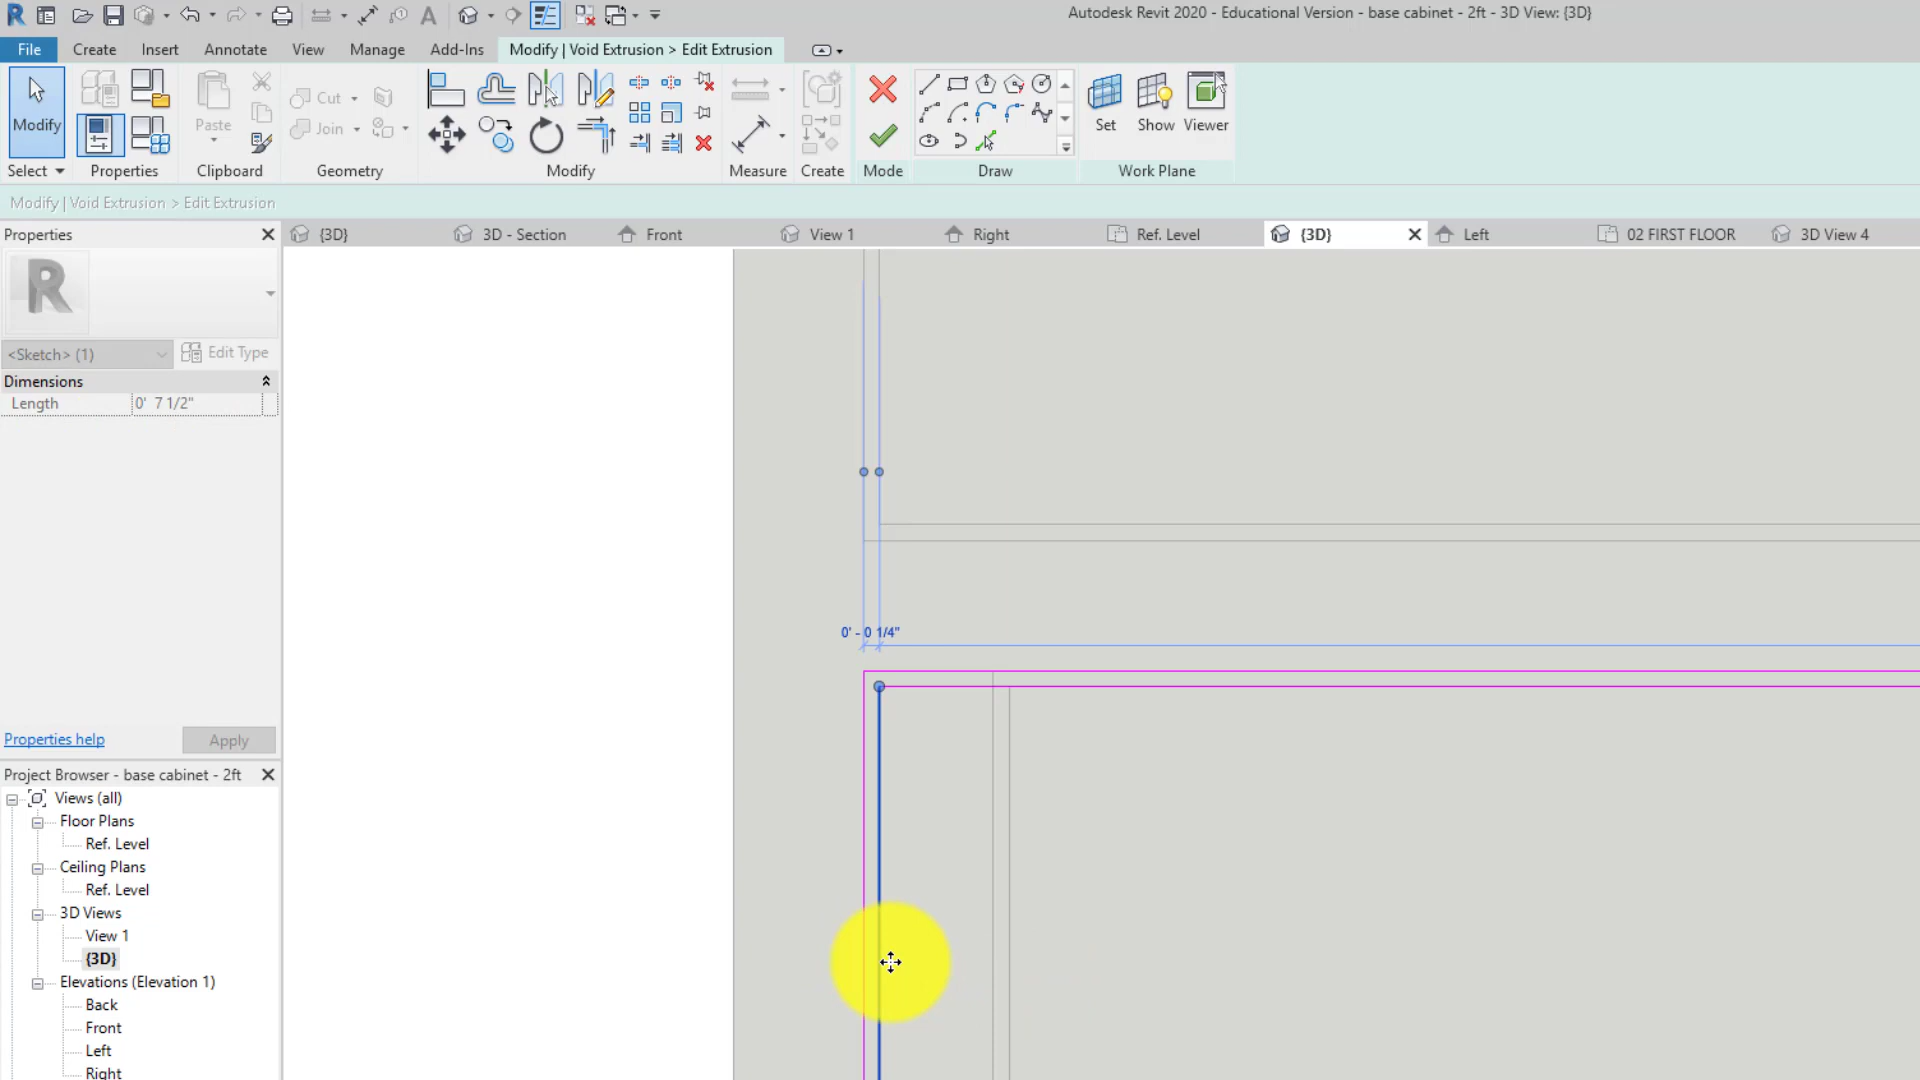 Autodesk Revit 2020 - Educational Version - base cabinet - 2ft - 3D View: {3D}
File Create Insert Annotate View Manage Add-Ins Modify | Void Extrusion > Edit Extrusion
Modify Paste Cut Join Set Show Viewer
Select Properties Clipboard Geometry Modify Measure Create Mode Draw Work Plane
Modify | Void Extrusion > Edit Extrusion
Properties
{3D} 3D - Section Front View 1 Right Ref. Level {3D} Left 02 FIRST FLOOR 3D View 4
R
<Sketch> (1) Edit Type
Dimensions
Length 0' 7 1/2"
0' - 0 1/4"
Properties help Apply
Project Browser - base cabinet - 2ft
Views (all)
Floor Plans
Ref. Level
Ceiling Plans
Ref. Level
3D Views
View 1
{3D}
Elevations (Elevation 1)
Back
Front
Left
Right